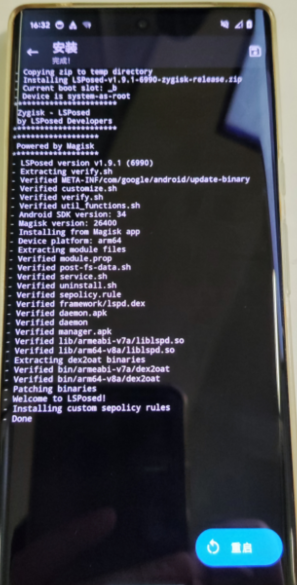 16:32
安装
完成!
- Copying zip to temp directory
- Installing LSPosed-v1.9.1-6990-zygisk-release.zip
- Current boot slot: _b
- Device is system-as-root
***********************
Zygisk - LSPosed
by LSPosed Developers
***********************
*******************
Powered by Magisk
*******************
- LSPosed version v1.9.1 (6990)
- Extracting verify.sh
- Verified META-INF/com/google/android/update-binary
- Verified customize.sh
- Verified verify.sh
- Verified util_functions.sh
- Android SDK version: 34
- Magisk version: 26400
- Installing from Magisk app
- Device platform: arm64
- Extracting module files
- Verified module.prop
- Verified post-fs-data.sh
- Verified service.sh
- Verified uninstall.sh
- Verified sepolicy.rule
- Verified framework/lspd.dex
- Verified daemon.apk
- Verified daemon
- Verified manager.apk
- Verified lib/armeabi-v7a/liblspd.so
- Verified lib/arm64-v8a/liblspd.so
- Extracting dex2oat binaries
- Verified bin/armeabi-v7a/dex2oat
- Verified bin/arm64-v8a/dex2oat
- Patching binaries
- Welcome to LSPosed!
- Installing custom sepolicy rules
- Done
重启